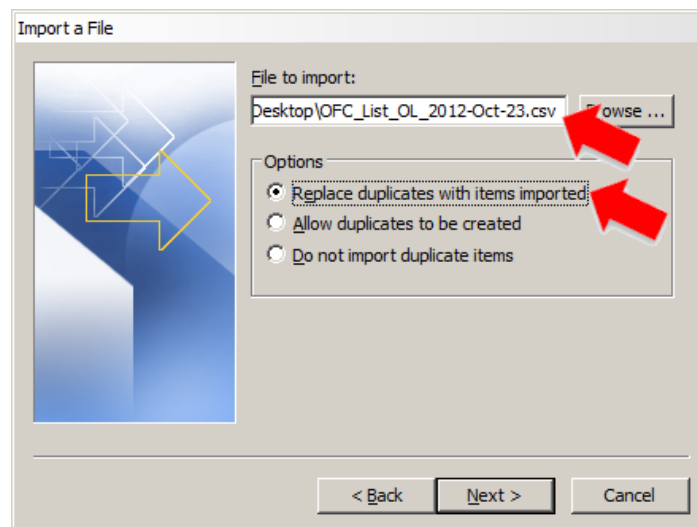 Import a File
File to import:
Desktop\OFC_List_OL_2012-Oct-23.csv
owse ...
Options
Replace duplicates with items imported
Allow duplicates to be created
Do not import duplicate items
< Back
Next >
Cancel